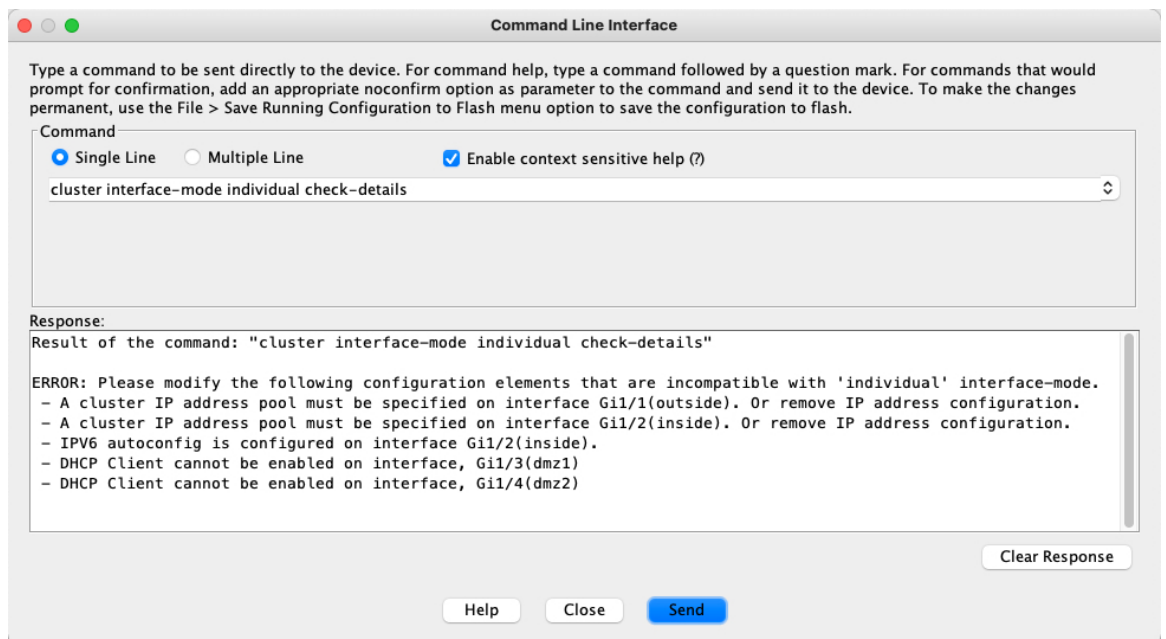 Command Line Interface
Type a command to be sent directly to the device. For command help, type a command followed by a question mark. For commands that would
prompt for confirmation, add an appropriate noconfirm option as parameter to the command and send it to the device. To make the changes
permanent, use the File > Save Running Configuration to Flash menu option to save the configuration to flash.
Command
Single Line Multiple Line Enable context sensitive help (?)
cluster interface-mode individual check-details
Response:
Result of the command: "cluster interface-mode individual check-details"
ERROR: Please modify the following configuration elements that are incompatible with 'individual' interface-mode.
- A cluster IP address pool must be specified on interface Gi1/1(outside). Or remove IP address configuration.
- A cluster IP address pool must be specified on interface Gi1/2(inside). Or remove IP address configuration.
- IPV6 autoconfig is configured on interface Gi1/2(inside).
- DHCP Client cannot be enabled on interface, Gi1/3(dmz1)
- DHCP Client cannot be enabled on interface, Gi1/4(dmz2)
Clear Response
Help Close Send